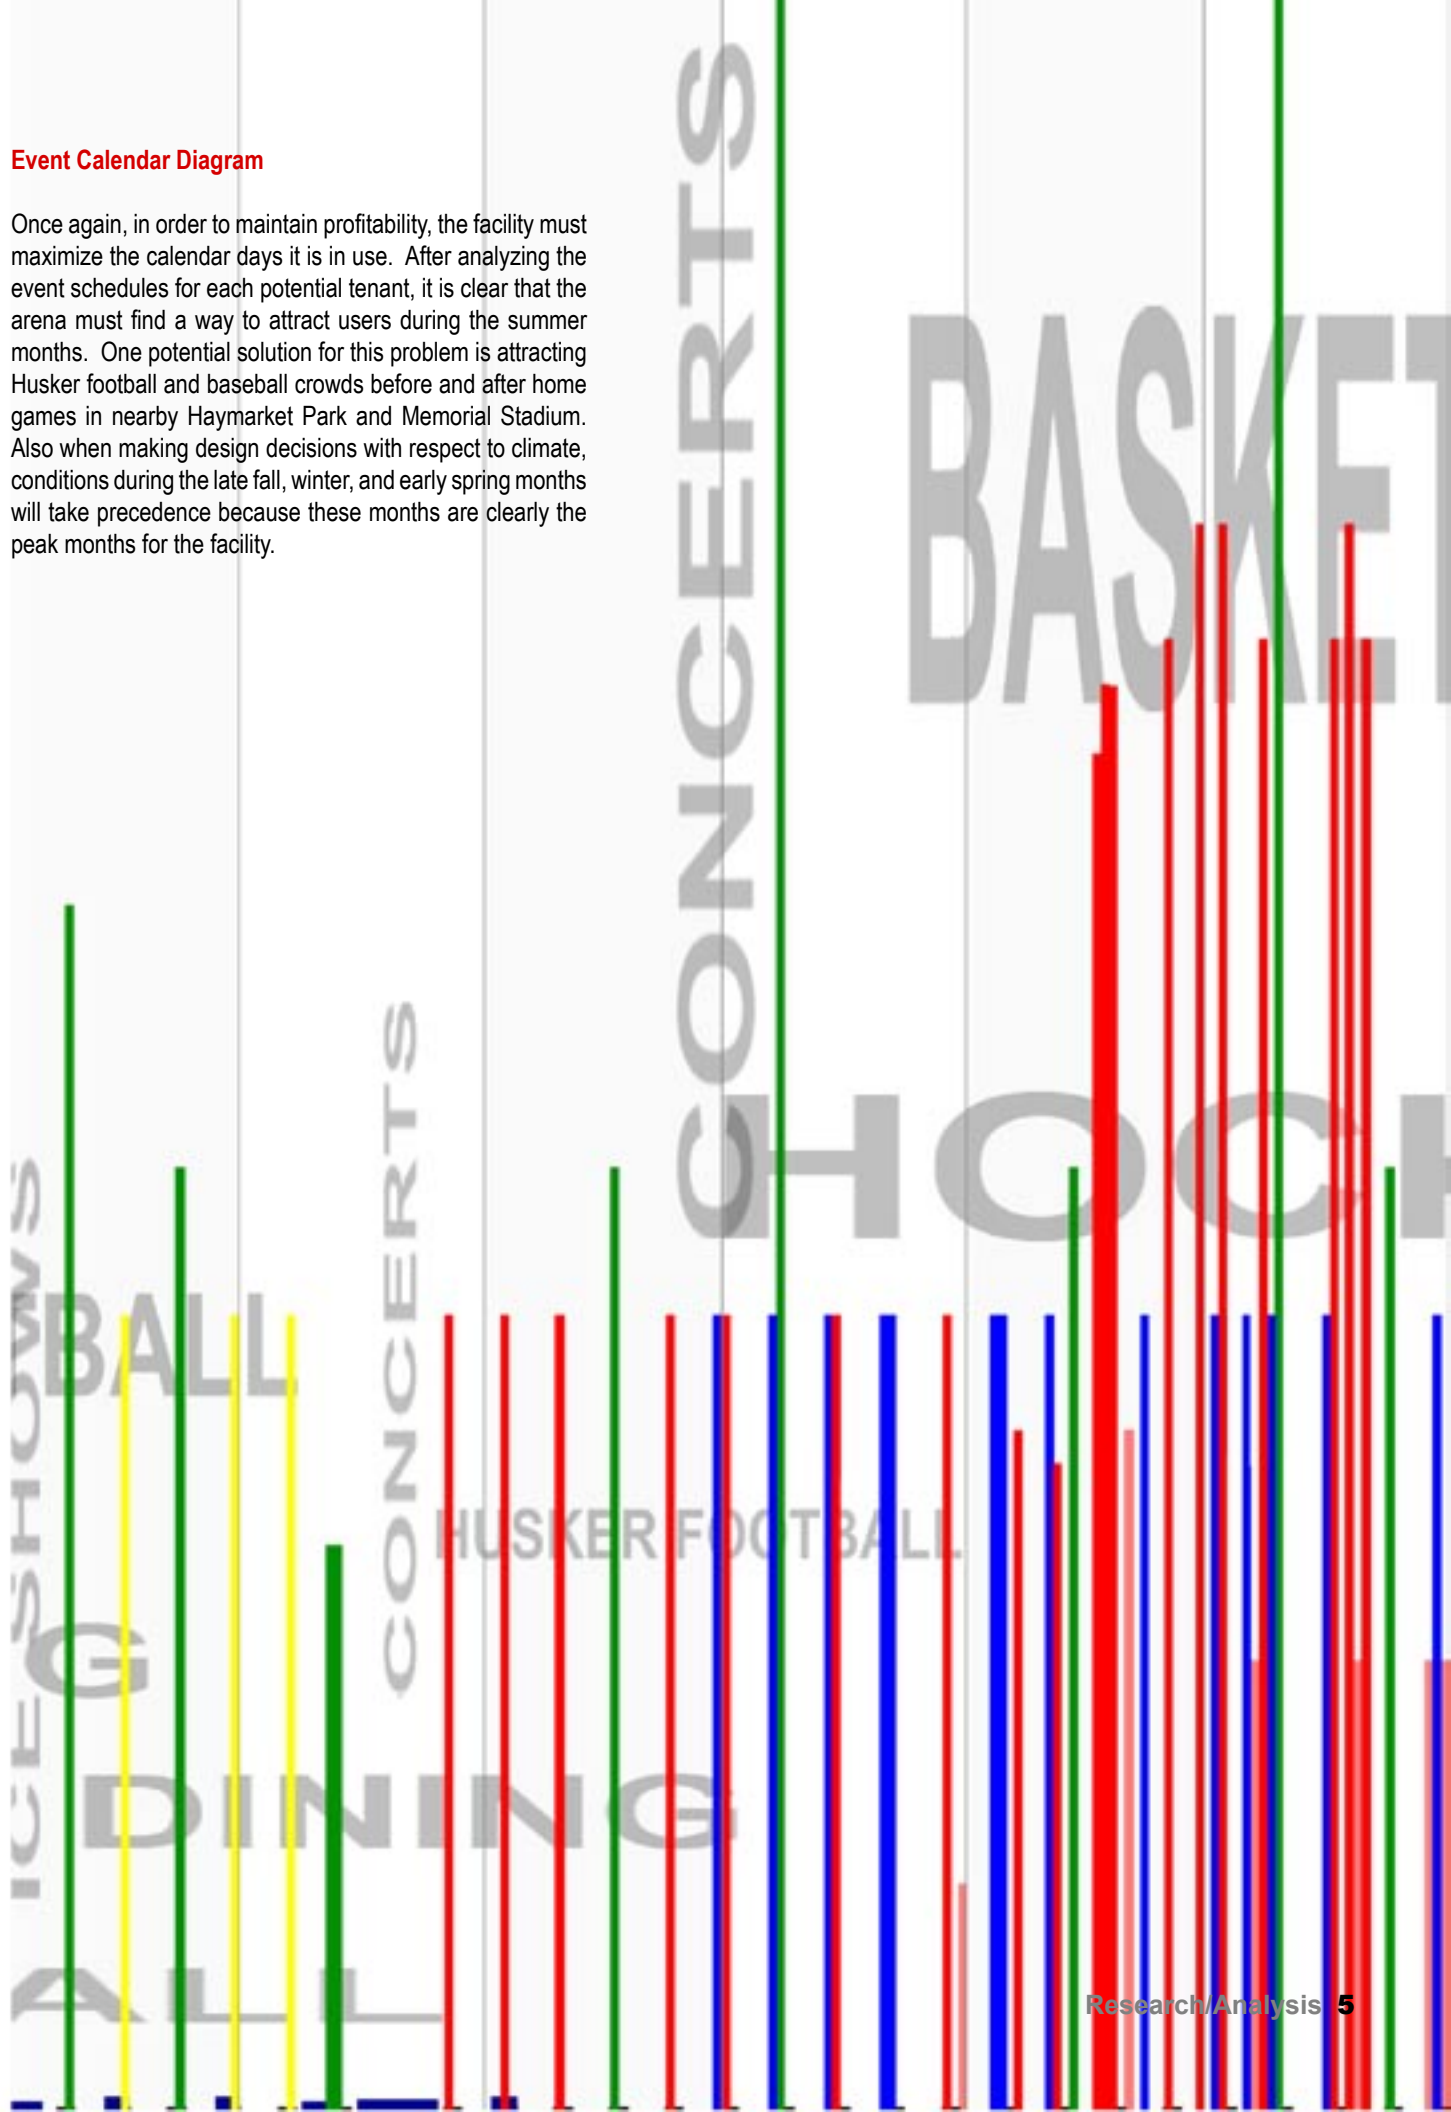 Event Calendar Diagram
Once again, in order to maintain profitability, the facility must
maximize the calendar days it is in use.  After analyzing the
event schedules for each potential tenant, it is clear that the
arena must find a way to attract users during the summer
months.  One potential solution for this problem is attracting
Husker football and baseball crowds before and after home
games in nearby Haymarket Park and Memorial Stadium.
Also when making design decisions with respect to climate,
conditions during the late fall, winter, and early spring months
will take precedence because these months are clearly the
peak months for the facility.
CONCERTS
BASKET
HOCK
ICE SHOWS
BALL
CONCERTS
HUSKER FOOTBALL
G
DINING
ALL
Research/Analysis 5